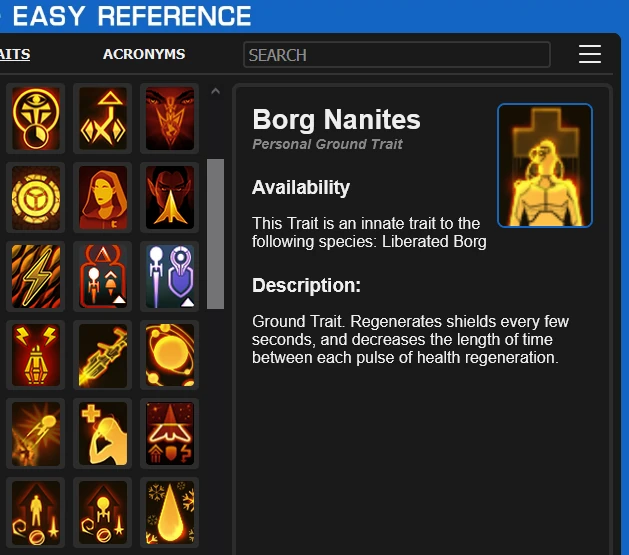 EASY REFERENCE
AITS
ACRONYMS
SEARCH
Borg Nanites
Personal Ground Trait
Availability
This Trait is an innate trait to the
following species: Liberated Borg
Description:
Ground Trait. Regenerates shields every few
seconds, and decreases the length of time
between each pulse of health regeneration.